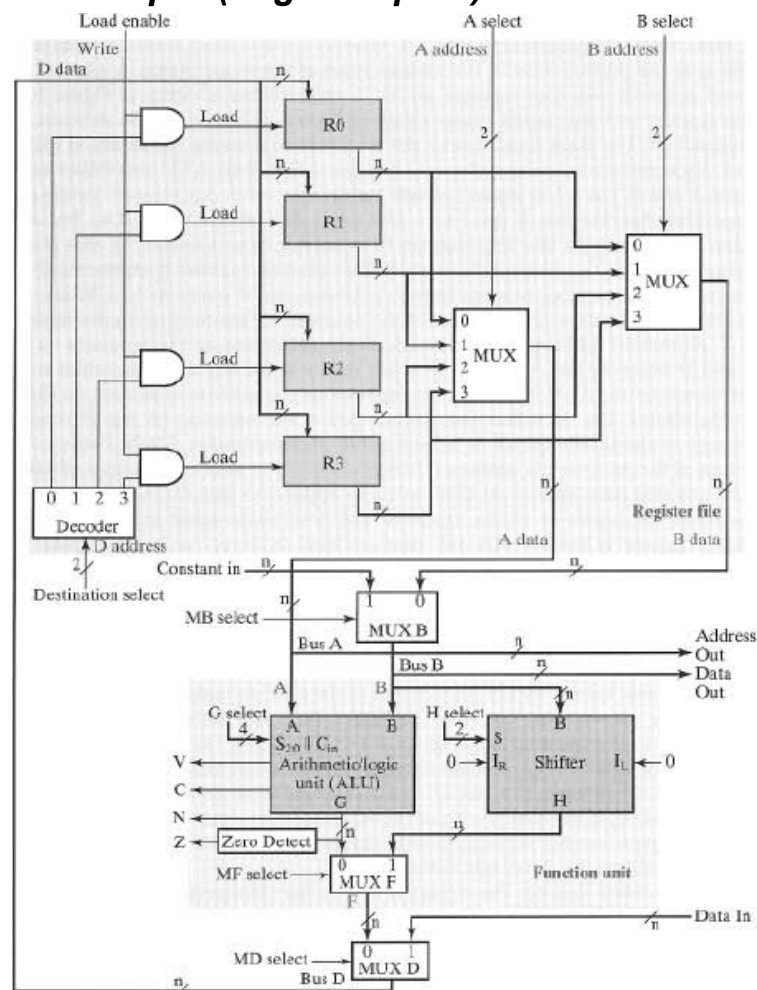 Load enable
A select
B select
Write
A address
B address
D data
n
2
2
Load
R0
n
n
Load
R1
n
0
1
2
3
MUX
n
0
1
2
3
MUX
Load
R2
n
n
Load
R3
n
n
n
0 1 2 3
Decoder
D address
2
Destination select
Register file
A data
B data
Constant in
n
n
n
1 0
MUX B
MB select
Bus A
n
Address
Out
Bus B
n
Data
Out
A
B
n
G select
4
A
B
S2:0 || Cin
Arithmetic/logic
unit (ALU)
G
H select
2
B
S
0
IR
Shifter
IL
0
H
V
C
N
Z
Zero Detect
n
n
0 1
MUX F
MF select
F
Function unit
n
n
Data In
0 1
MUX D
MD select
n
Bus D